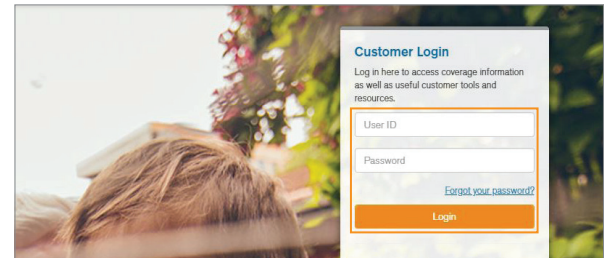 Customer Login
Log in here to access coverage information
as well as useful customer tools and
resources.
User ID
Password
Forgot your password?
Login